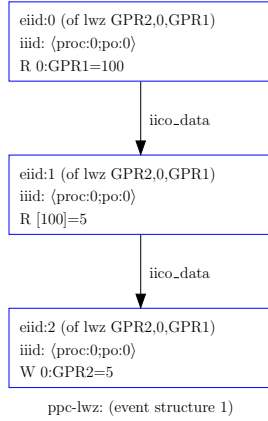 eiid:0 (of lwz GPR2,0,GPR1)
iiid: ⟨proc:0;po:0⟩
R 0:GPR1=100
iico_data
eiid:1 (of lwz GPR2,0,GPR1)
iiid: ⟨proc:0;po:0⟩
R [100]=5
iico_data
eiid:2 (of lwz GPR2,0,GPR1)
iiid: ⟨proc:0;po:0⟩
W 0:GPR2=5
ppc-lwz: (event structure 1)